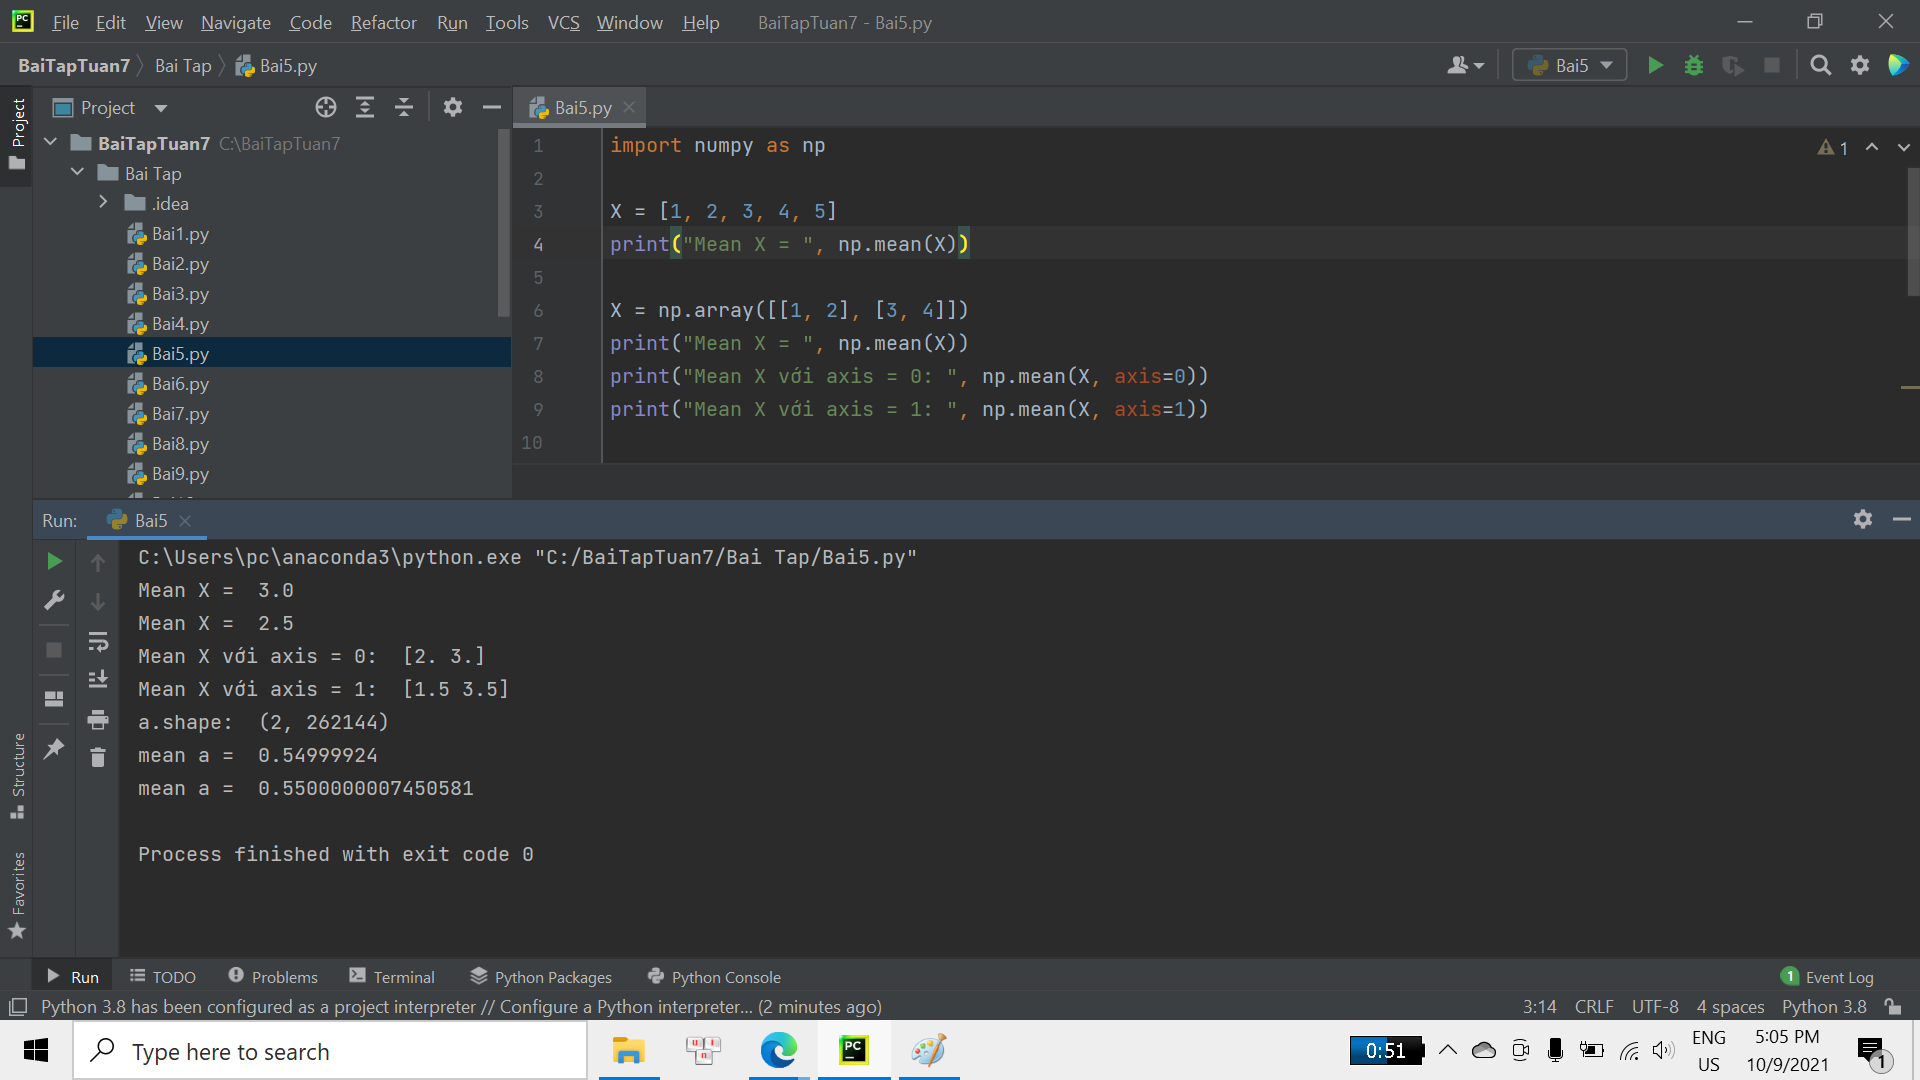 File Edit View Navigate Code Refactor Run Tools VCS Window Help BaiTapTuan7 - Bai5.py
BaiTapTuan7 Bai Tap Bai5.py
Bai5
Project
Project
BaiTapTuan7 C:\BaiTapTuan7
Bai Tap
.idea
Bai1.py
Bai2.py
Bai3.py
Bai4.py
Bai5.py
Bai6.py
Bai7.py
Bai8.py
Bai9.py
Bai5.py
1 import numpy as np
2
3 X = [1, 2, 3, 4, 5]
4 print("Mean X = ", np.mean(X))
5
6 X = np.array([[1, 2], [3, 4]])
7 print("Mean X = ", np.mean(X))
8 print("Mean X với axis = 0: ", np.mean(X, axis=0))
9 print("Mean X với axis = 1: ", np.mean(X, axis=1))
10
1
Run: Bai5
C:\Users\pc\anaconda3\python.exe "C:/BaiTapTuan7/Bai Tap/Bai5.py"
Mean X =  3.0
Mean X =  2.5
Mean X với axis = 0:  [2. 3.]
Mean X với axis = 1:  [1.5 3.5]
a.shape:  (2, 262144)
mean a =  0.54999924
mean a =  0.5500000007450581
Process finished with exit code 0
Structure
Favorites
Run TODO Problems Terminal Python Packages Python Console 1 Event Log
Python 3.8 has been configured as a project interpreter // Configure a Python interpreter... (2 minutes ago) 3:14 CRLF UTF-8 4 spaces Python 3.8
Type here to search
0:51
ENG
US
5:05 PM
10/9/2021
1